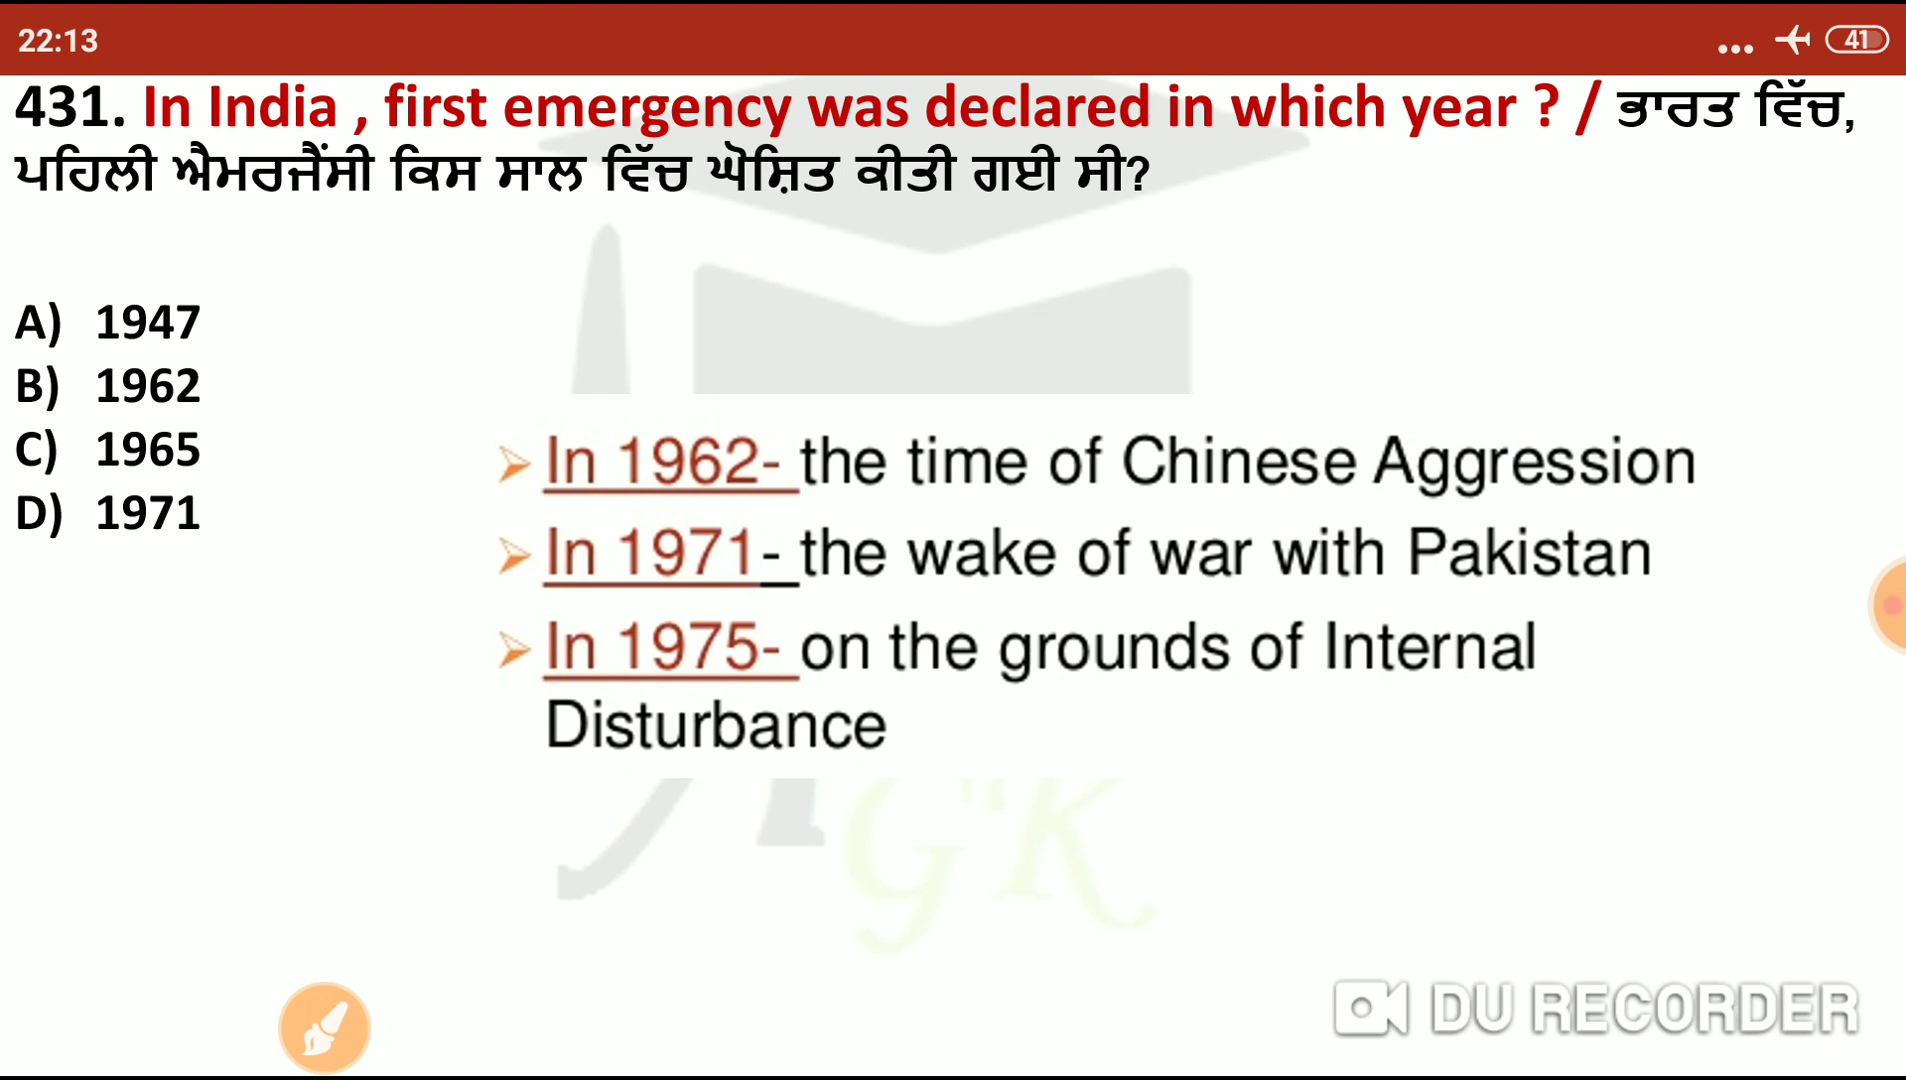 22:13
... 41
431. In India , first emergency was declared in which year ? / ਭਾਰਤ ਵਿੱਚ,
ਪਹਿਲੀ ਐਮਰਜੈਂਸੀ ਕਿਸ ਸਾਲ ਵਿੱਚ ਘੋਸ਼ਿਤ ਕੀਤੀ ਗਈ ਸੀ?
A) 1947
B) 1962
C) 1965
D) 1971
➢ In 1962- the time of Chinese Aggression
➢ In 1971- the wake of war with Pakistan
➢ In 1975- on the grounds of Internal
Disturbance
GK
DU RECORDER